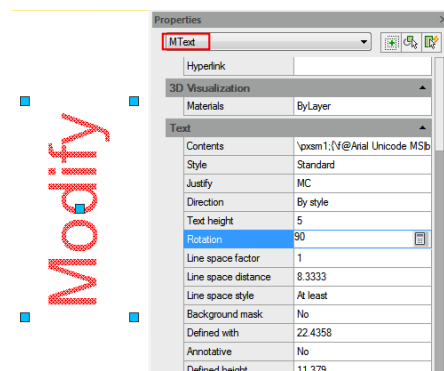 Modify
Properties
MText
Hyperlink
3D Visualization
Materials ByLayer
Text
Contents \pxsm1;{\f@Arial Unicode MS|b
Style Standard
Justify MC
Direction By style
Text height 5
Rotation 90
Line space factor 1
Line space distance 8.3333
Line space style At least
Background mask No
Defined with 22.4358
Annotative No
Defined height 11.379